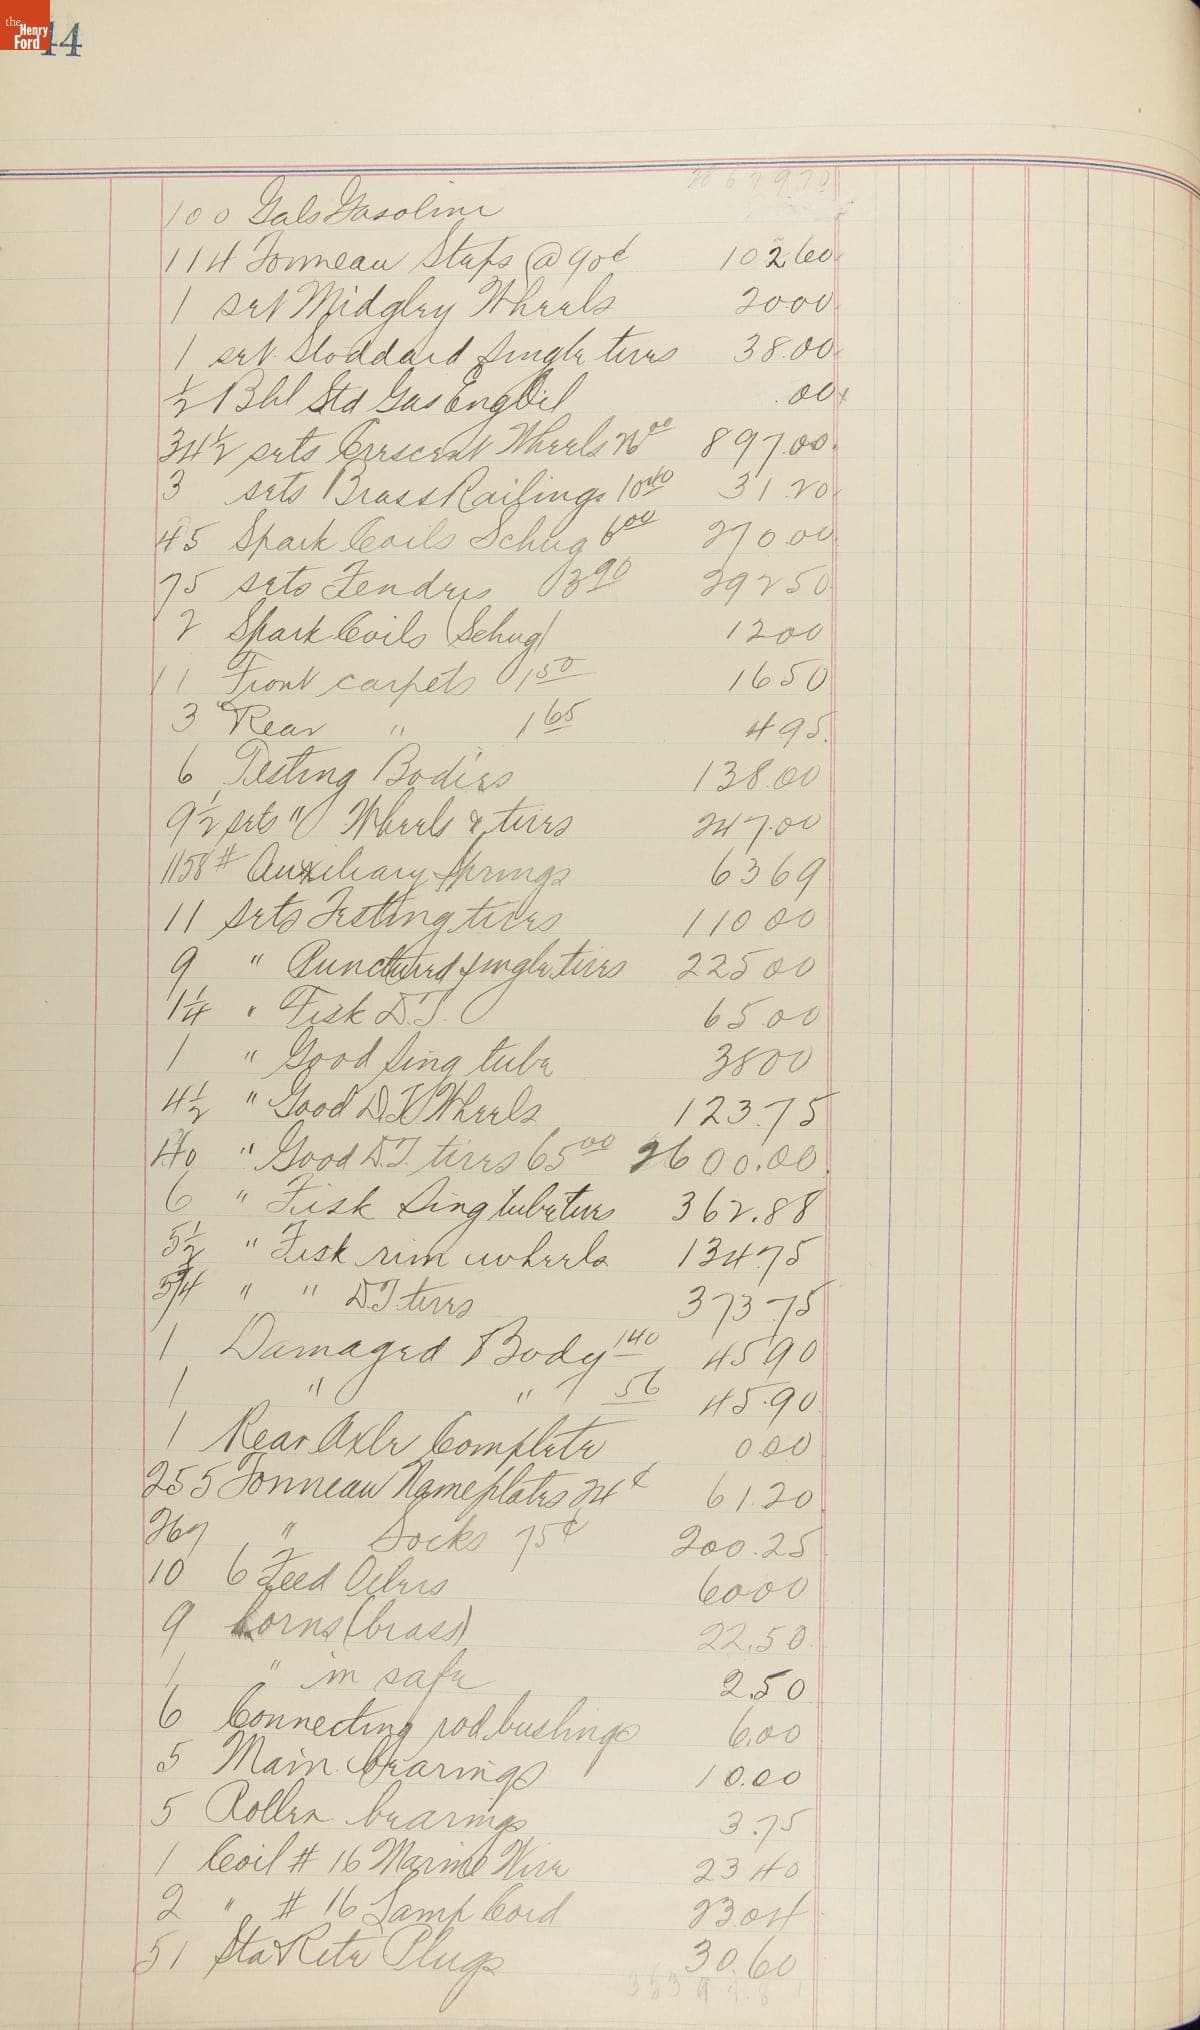 the Henry Ford
44
286 79 70
100 Gals Gasoline
114 Tonneau Steps @ 90¢ 102.60
1 set Midgley Wheels 20.00
1 set Stoddard single tires 38.00
½ Bbl Std Gas Eng Oil .00
34½ sets Crescent Wheels 26.00 897.00
3 sets Brass Railings 10.40 31.20
45 Spark Coils Schug 6.00 270.00
75 sets Fenders 3.90 292.50
2 Spark Coils (Schug) 12.00
11 Front carpets 1.50 16.50
3 Rear " 1.65 4.95
6 Testing Bodies 138.00
9½ sets " Wheels & tires 247.00
1158 # Auxiliary Springs 63.69
11 sets Testing tires 110.00
9 " Punctured single tires 225.00
1¼ " Fisk D.T. 65.00
1 " Good sing tube 38.00
4½ " Good D.T. Wheels 123.75
40 " Good D.T. tires 65.00 2600.00
6 " Fisk Sing tube tires 362.88
5½ " Fisk rim wheels 134.75
5¾ " " D.T. tires 373.75
1 Damaged Body 140 45.90
1 " " 56 45.90
1 Rear Axle Complete 0.00
255 Tonneau Nameplates 24¢ 61.20
267 " Socks 75¢ 200.25
10 6 Feed Oilers 60.00
9 horns (brass) 22.50
1 " in safe 2.50
6 Connecting rod bushings 6.00
5 Main bearings 10.00
5 Roller bearings 3.75
1 Coil # 16 Marine Wire 23.40
2 " # 16 Lamp Cord 23.04
51 Sta Rite Plugs 30.60